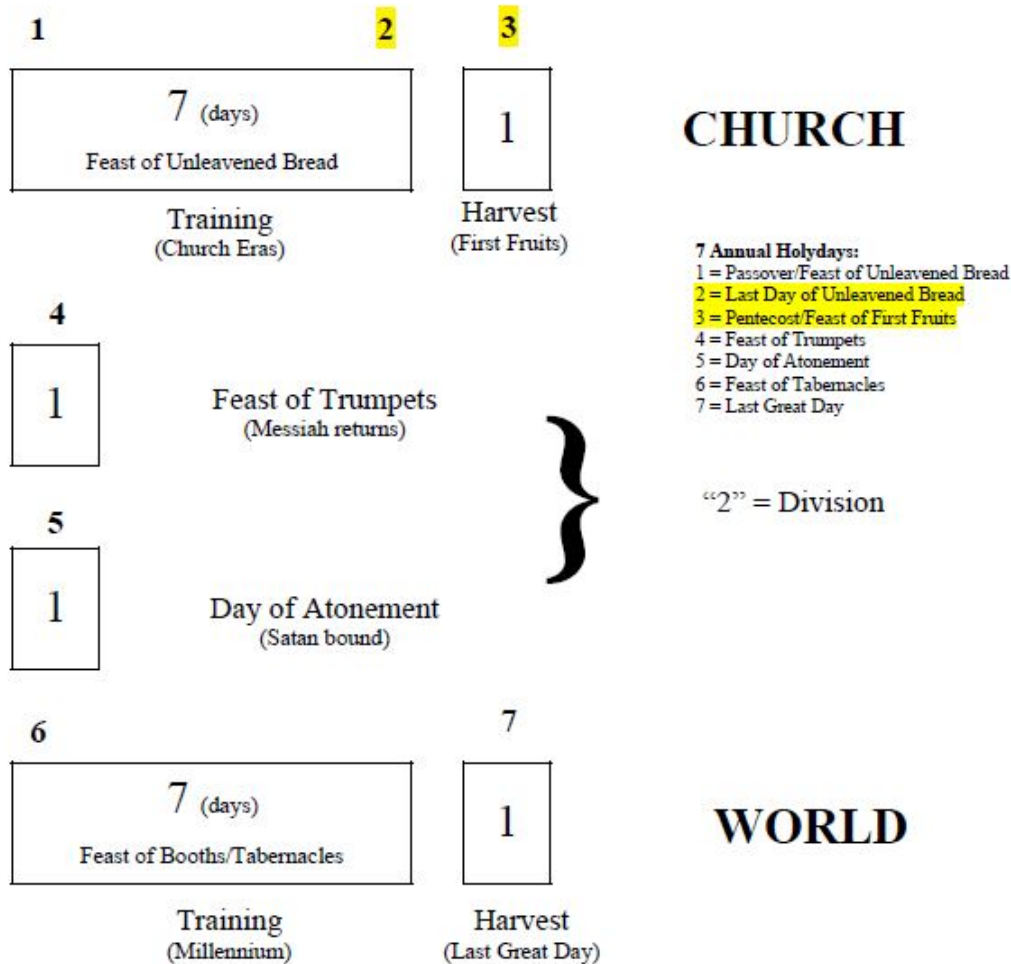 1
2
3
7 (days)
Feast of Unleavened Bread
1
CHURCH
Training
(Church Eras)
Harvest
(First Fruits)
7 Annual Holydays:
1 = Passover/Feast of Unleavened Bread
2 = Last Day of Unleavened Bread
3 = Pentecost/Feast of First Fruits
4 = Feast of Trumpets
5 = Day of Atonement
6 = Feast of Tabernacles
7 = Last Great Day
4
1
Feast of Trumpets
(Messiah returns)
}
“2” = Division
5
1
Day of Atonement
(Satan bound)
6
7
7 (days)
Feast of Booths/Tabernacles
1
WORLD
Training
(Millennium)
Harvest
(Last Great Day)